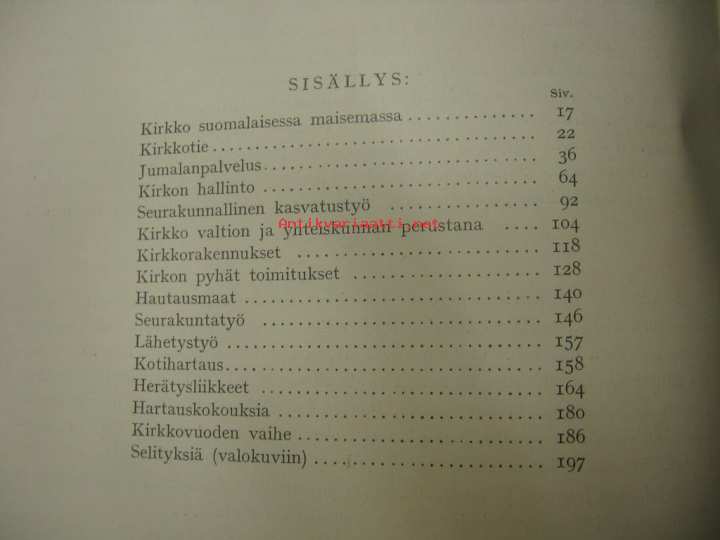 SISÄLLYS:
Siv.
Kirkko suomalaisessa maisemassa .............. 17
Kirkkotie .................................. 22
Jumalanpalvelus ............................ 36
Kirkon hallinto ............................ 64
Seurakunnallinen kasvatustyö ............... 92
Antikvariaatti.net
Kirkko valtion ja yhteiskunnan perustana .... 104
Kirkkorakennukset .......................... 118
Kirkon pyhät toimitukset ................... 128
Hautausmaat ................................ 140
Seurakuntatyö .............................. 146
Lähetystyö ................................. 157
Kotihartaus ................................ 158
Herätysliikkeet ............................ 164
Hartauskokouksia ........................... 180
Kirkkovuoden vaihe ......................... 186
Selityksiä (valokuviin) .................... 197